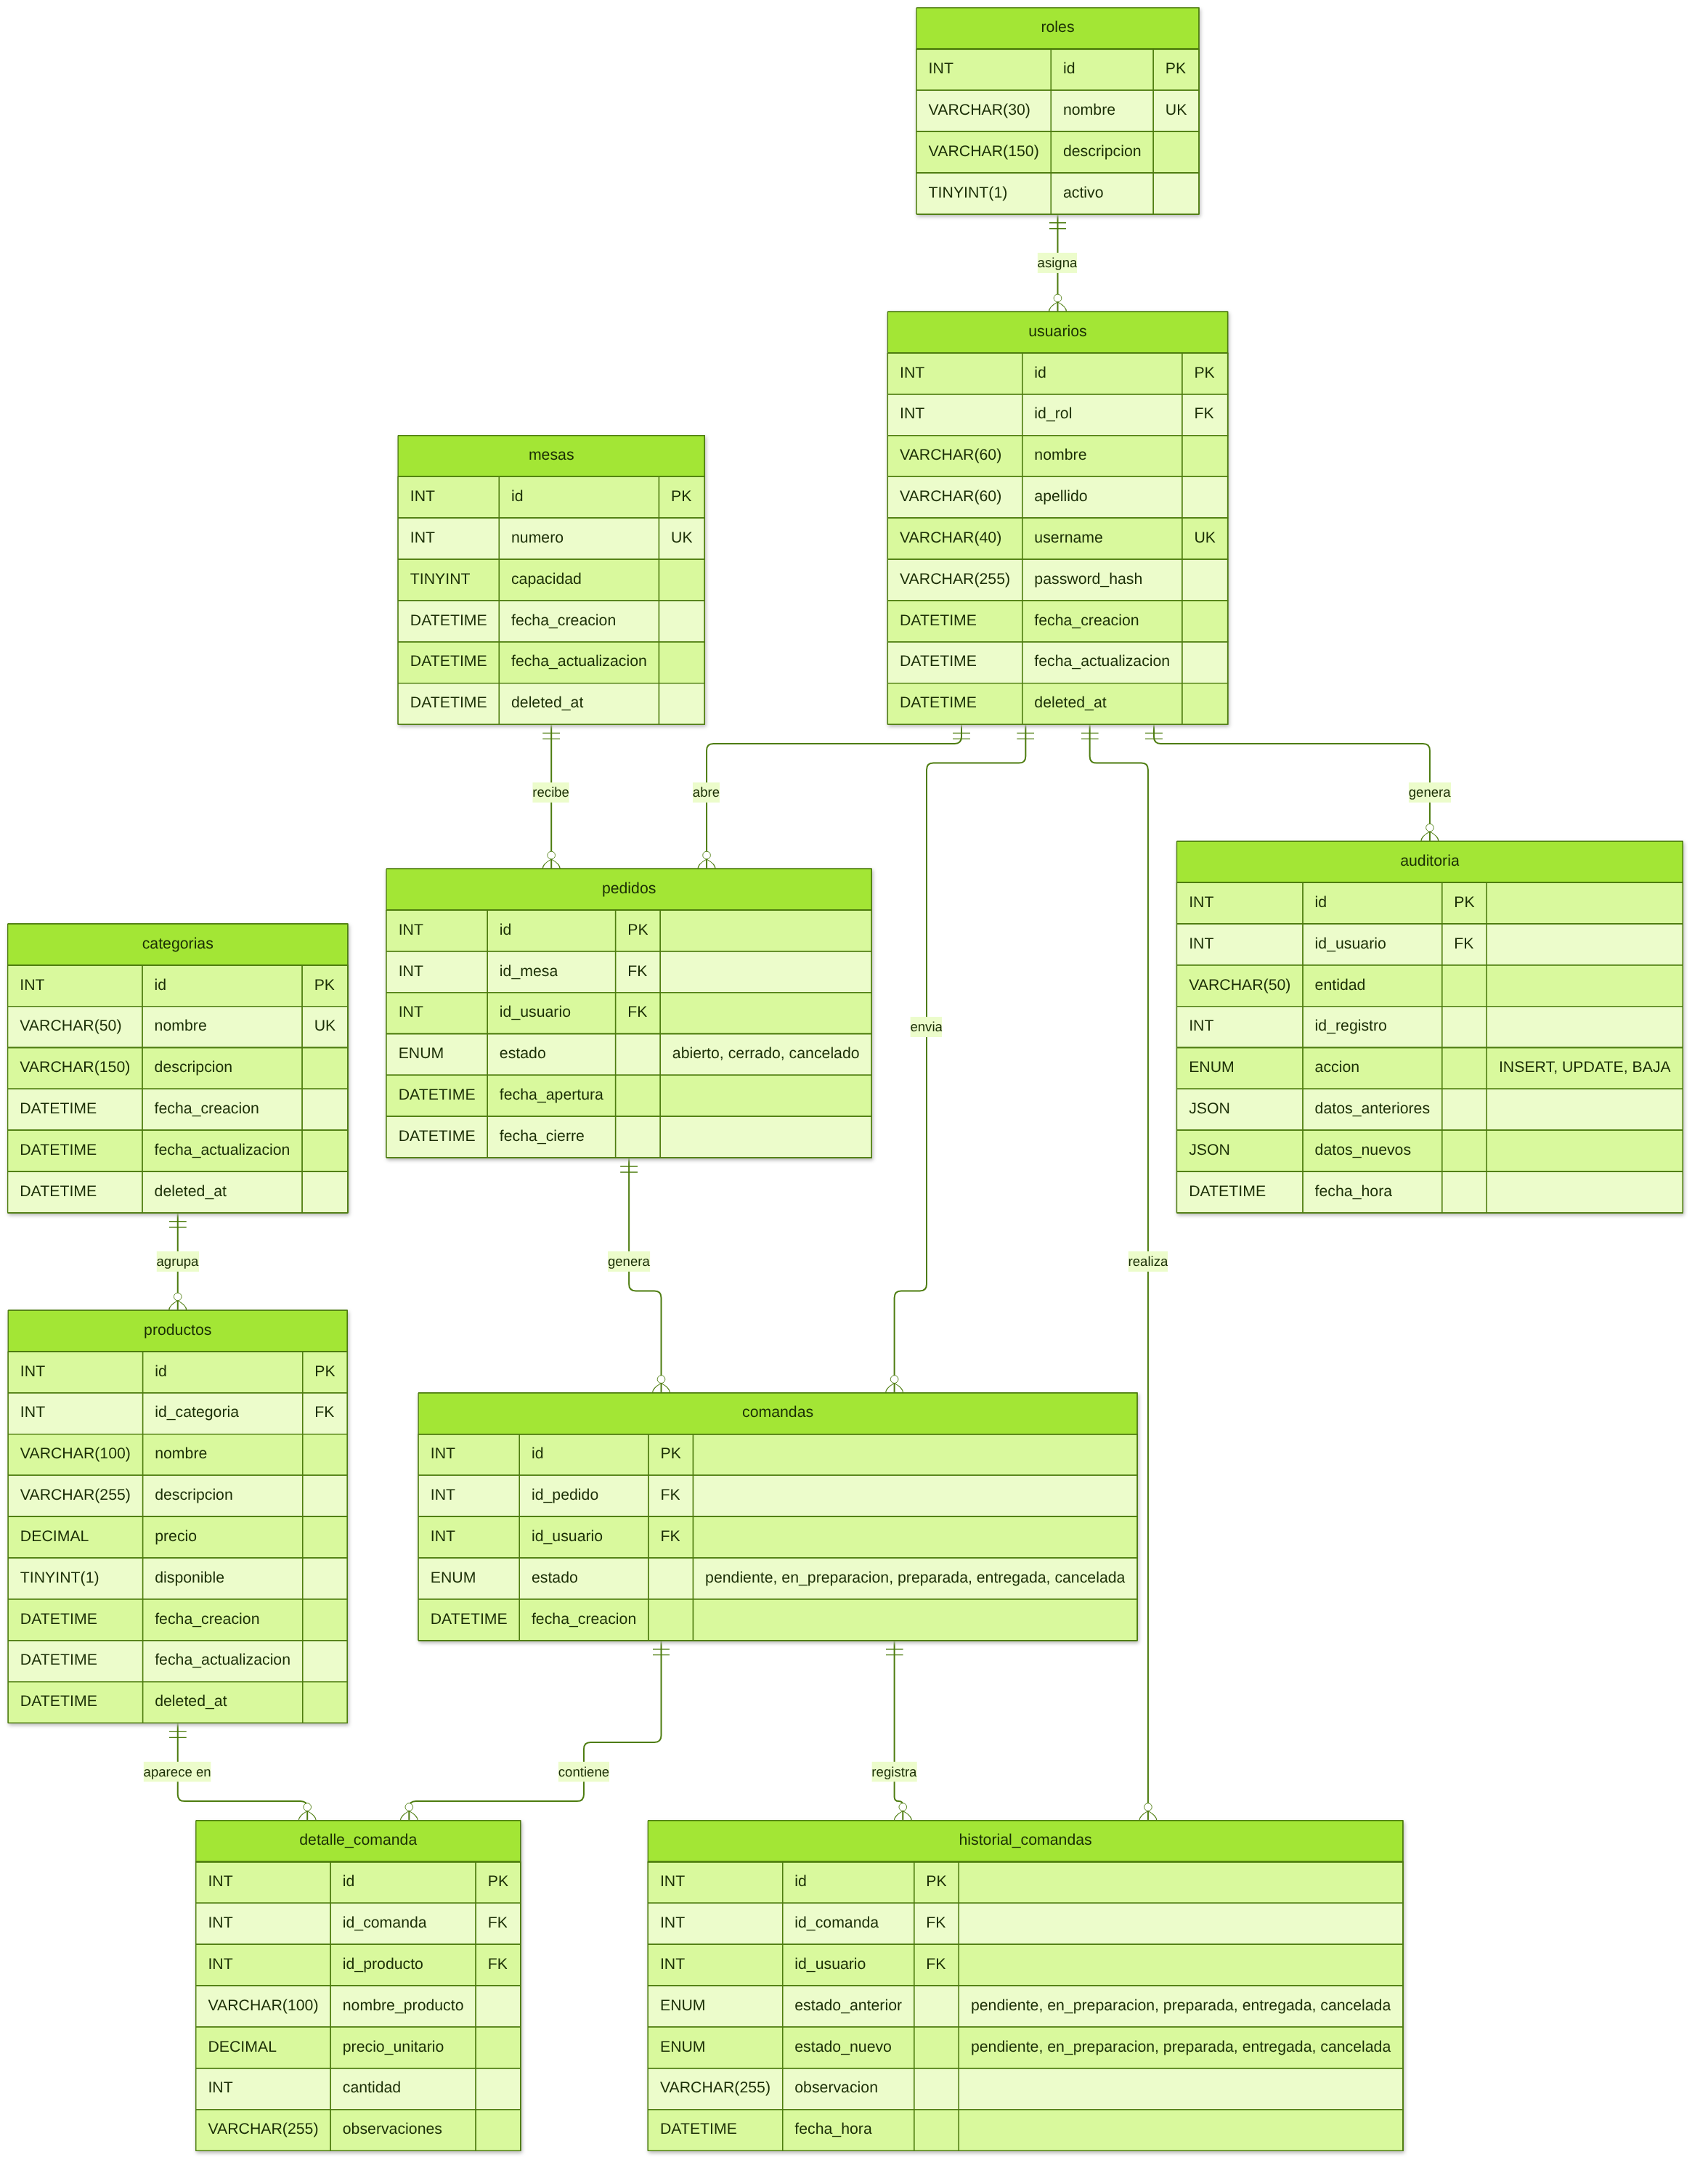 roles
INT id PK
VARCHAR(30) nombre UK
VARCHAR(150) descripcion
TINYINT(1) activo
asigna
usuarios
INT id PK
INT id_rol FK
VARCHAR(60) nombre
VARCHAR(60) apellido
VARCHAR(40) username UK
VARCHAR(255) password_hash
DATETIME fecha_creacion
DATETIME fecha_actualizacion
DATETIME deleted_at
mesas
INT id PK
INT numero UK
TINYINT capacidad
DATETIME fecha_creacion
DATETIME fecha_actualizacion
DATETIME deleted_at
recibe
abre
genera
pedidos
INT id PK
INT id_mesa FK
INT id_usuario FK
ENUM estado abierto, cerrado, cancelado
DATETIME fecha_apertura
DATETIME fecha_cierre
envia
auditoria
INT id PK
INT id_usuario FK
VARCHAR(50) entidad
INT id_registro
ENUM accion INSERT, UPDATE, BAJA
JSON datos_anteriores
JSON datos_nuevos
DATETIME fecha_hora
categorias
INT id PK
VARCHAR(50) nombre UK
VARCHAR(150) descripcion
DATETIME fecha_creacion
DATETIME fecha_actualizacion
DATETIME deleted_at
agrupa
genera
realiza
productos
INT id PK
INT id_categoria FK
VARCHAR(100) nombre
VARCHAR(255) descripcion
DECIMAL precio
TINYINT(1) disponible
DATETIME fecha_creacion
DATETIME fecha_actualizacion
DATETIME deleted_at
comandas
INT id PK
INT id_pedido FK
INT id_usuario FK
ENUM estado pendiente, en_preparacion, preparada, entregada, cancelada
DATETIME fecha_creacion
aparece en
contiene
registra
detalle_comanda
INT id PK
INT id_comanda FK
INT id_producto FK
VARCHAR(100) nombre_producto
DECIMAL precio_unitario
INT cantidad
VARCHAR(255) observaciones
historial_comandas
INT id PK
INT id_comanda FK
INT id_usuario FK
ENUM estado_anterior pendiente, en_preparacion, preparada, entregada, cancelada
ENUM estado_nuevo pendiente, en_preparacion, preparada, entregada, cancelada
VARCHAR(255) observacion
DATETIME fecha_hora